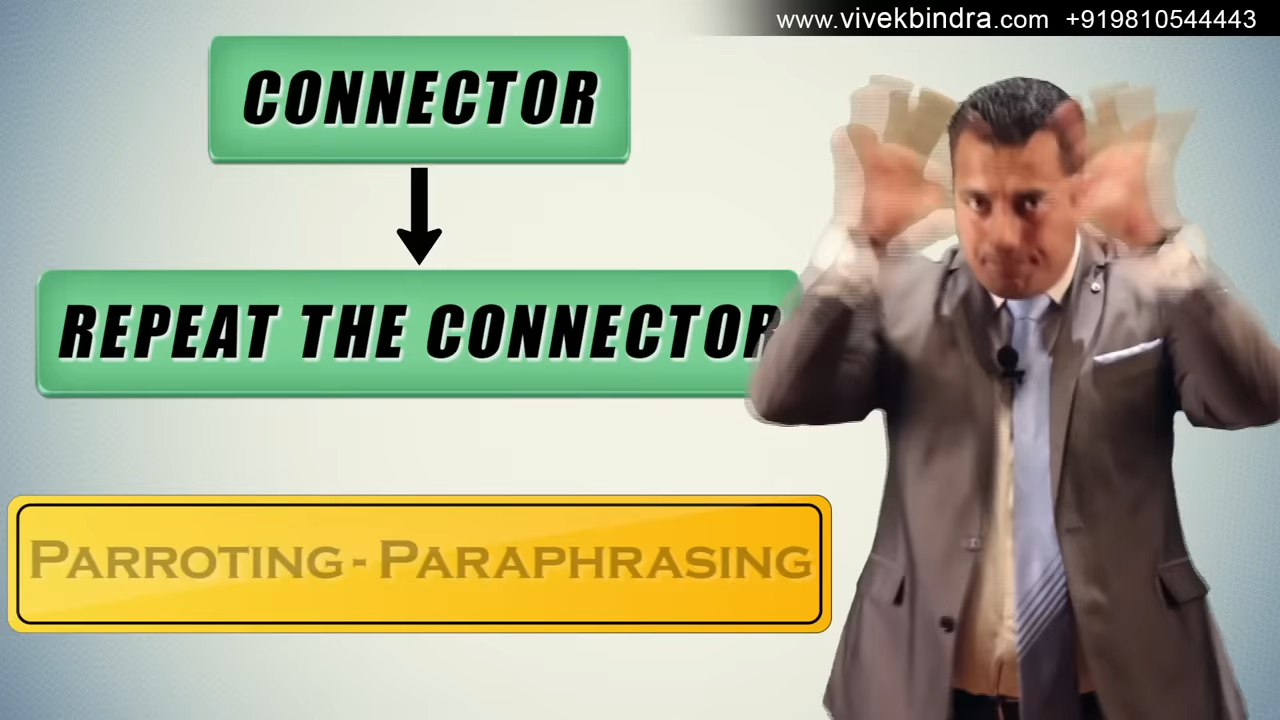 www.vivekbindra.com +919810544443
CONNECTOR
REPEAT THE CONNECTOR
PARROTING - PARAPHRASING